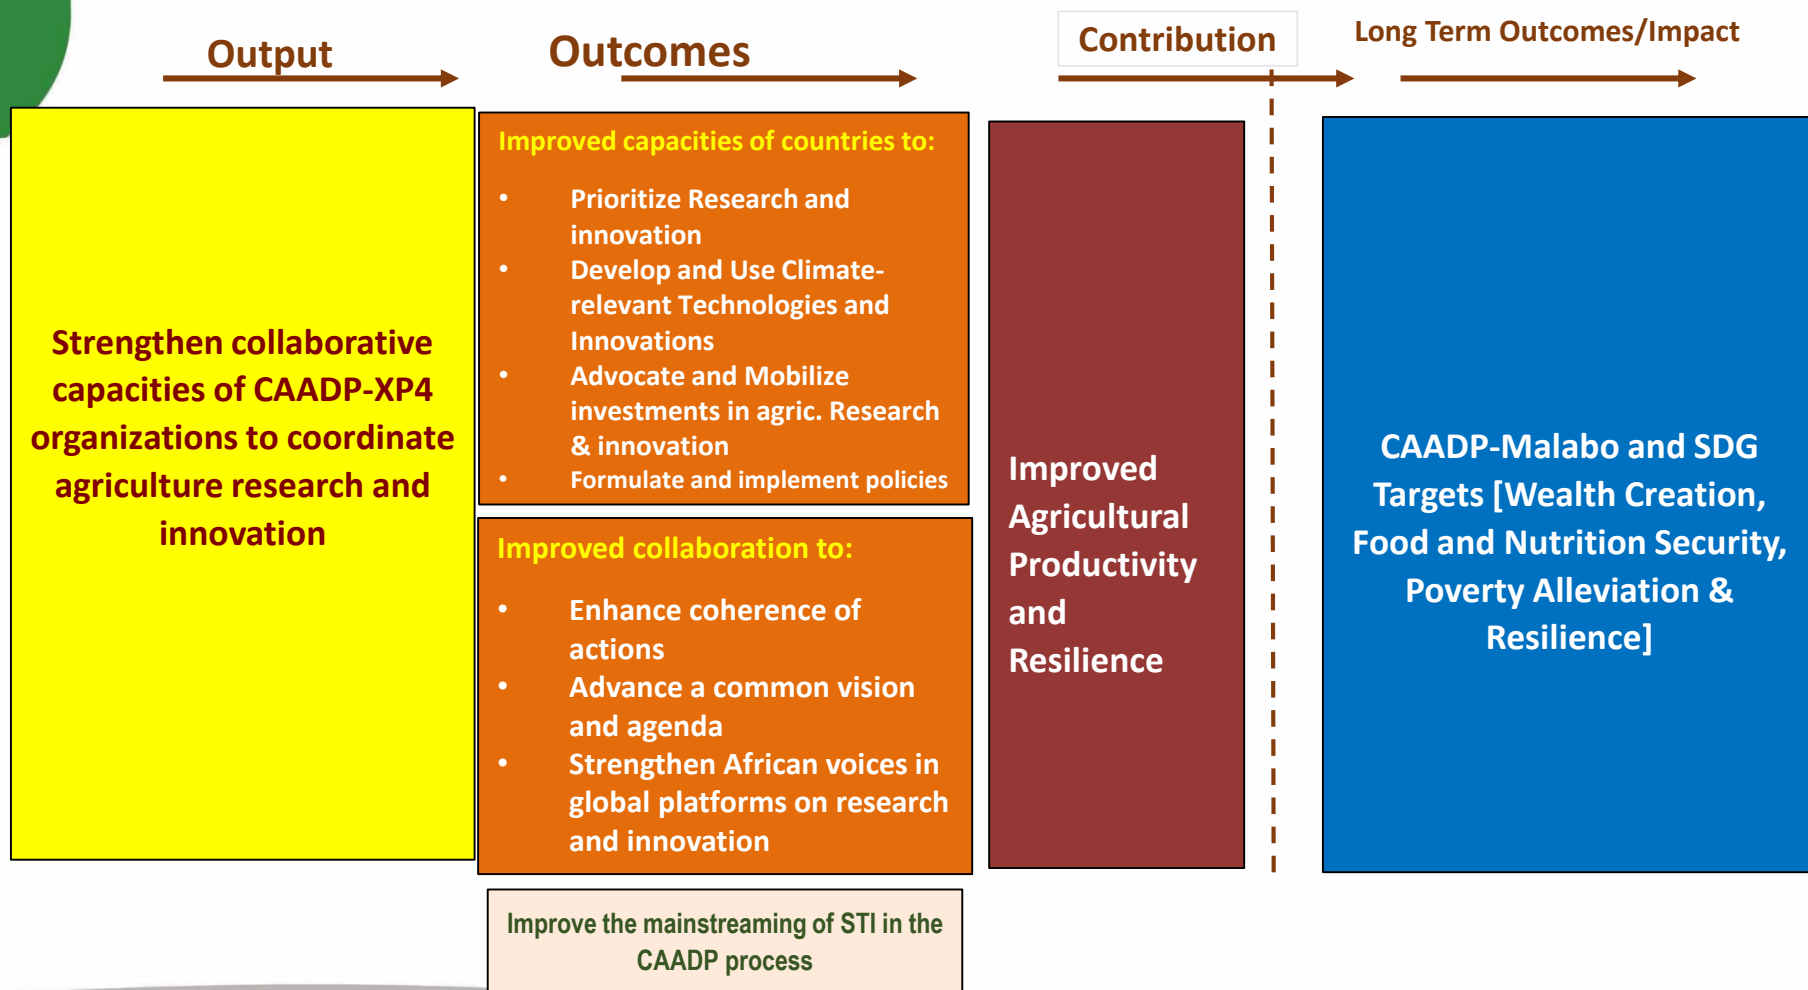 Output
Outcomes
Contribution
Long Term Outcomes/Impact
Strengthen collaborative
capacities of CAADP-XP4
organizations to coordinate
agriculture research and
innovation
Improved capacities of countries to:
• Prioritize Research and
innovation
• Develop and Use Climate-
relevant Technologies and
Innovations
• Advocate and Mobilize
investments in agric. Research
& innovation
• Formulate and implement policies
Improved collaboration to:
• Enhance coherence of
actions
• Advance a common vision
and agenda
• Strengthen African voices in
global platforms on research
and innovation
Improve the mainstreaming of STI in the
CAADP process
Improved
Agricultural
Productivity
and
Resilience
CAADP-Malabo and SDG
Targets [Wealth Creation,
Food and Nutrition Security,
Poverty Alleviation &
Resilience]